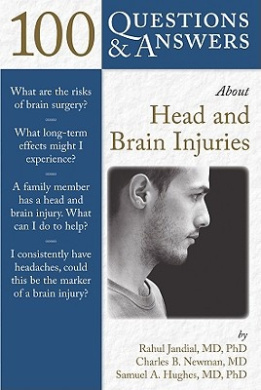 100 QUESTIONS
& ANSWERS
About
Head and
Brain Injuries
What are the risks
of brain surgery?
What long-term
effects might I
experience?
A family member
has a head and
brain injury. What
can I do to help?
I consistently have
headaches, could
this be the marker
of a brain injury?
by
Rahul Jandial, MD, PhD
Charles B. Newman, MD
Samuel A. Hughes, MD, PhD